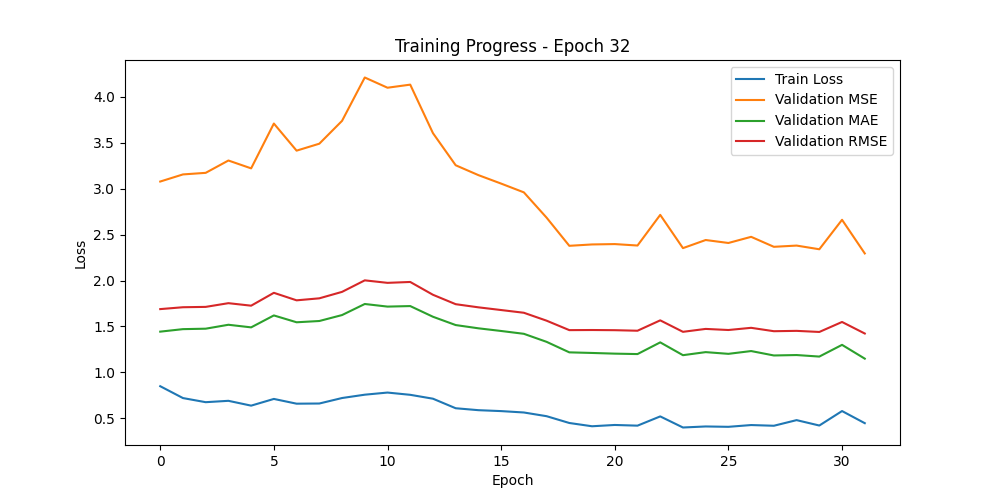 Training Progress - Epoch 32
Train Loss
Validation MSE
Validation MAE
Validation RMSE
Loss
4.0
3.5
3.0
2.5
2.0
1.5
1.0
0.5
0 5 10 15 20 25 30
Epoch